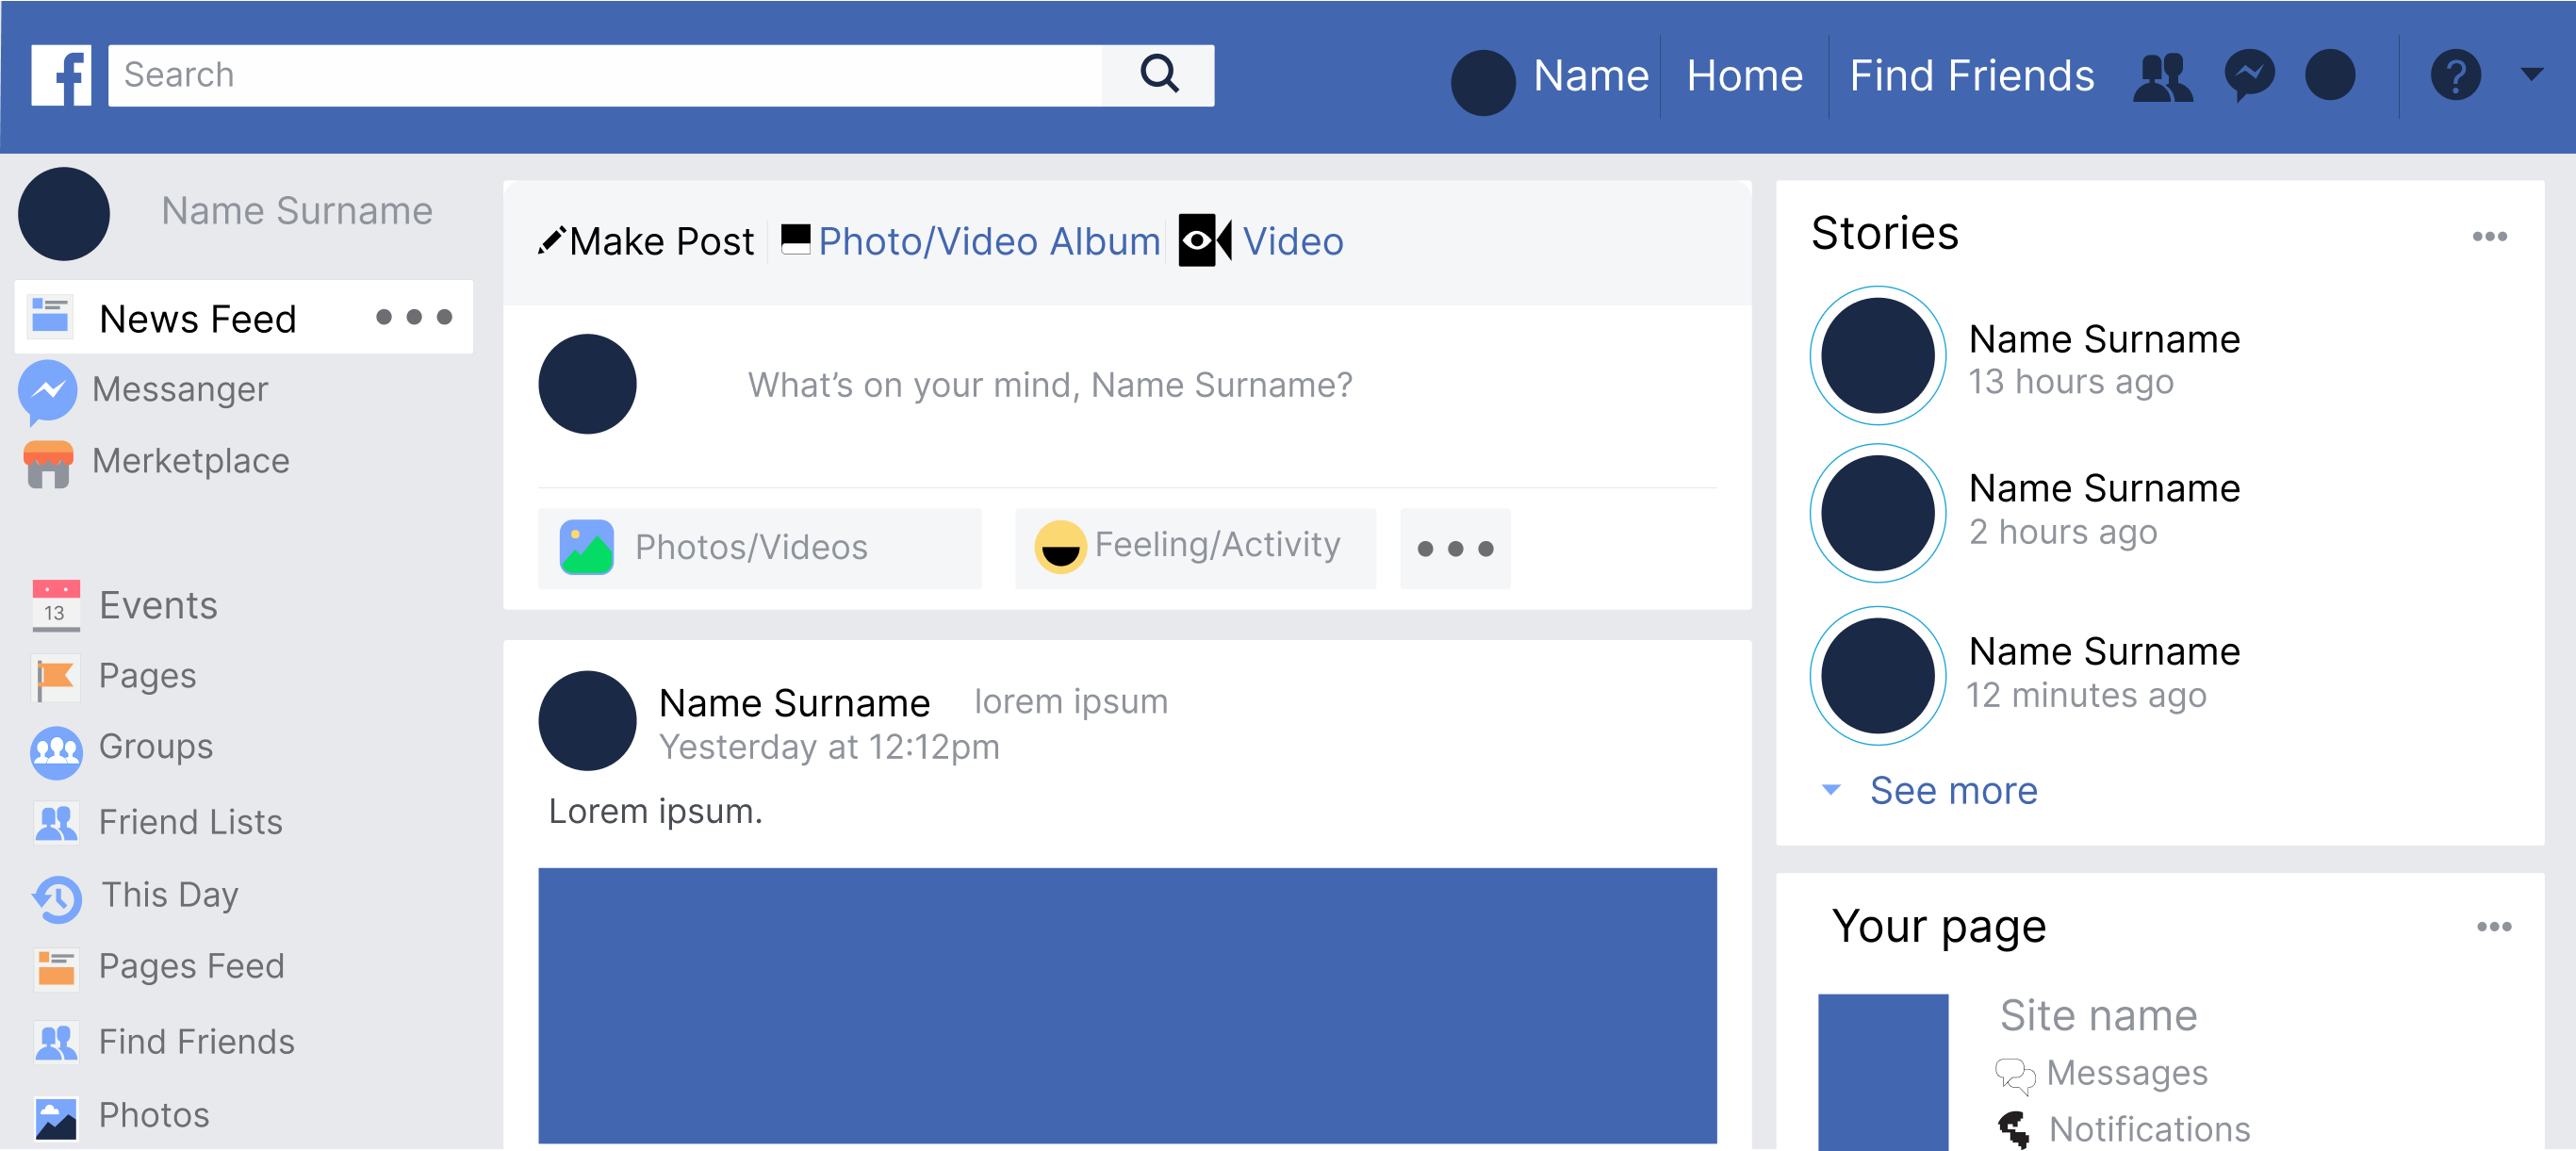 f
Search
Name
Home
Find Friends
?
Name Surname
News Feed
Messanger
Merketplace
13
Events
Pages
Groups
Friend Lists
This Day
Pages Feed
Find Friends
Photos
Make Post
Photo/Video Album
Video
What’s on your mind, Name Surname?
Photos/Videos
Feeling/Activity
Name Surname lorem ipsum
Yesterday at 12:12pm
Lorem ipsum.
Stories
Name Surname
13 hours ago
Name Surname
2 hours ago
Name Surname
12 minutes ago
See more
Your page
Site name
Messages
Notifications